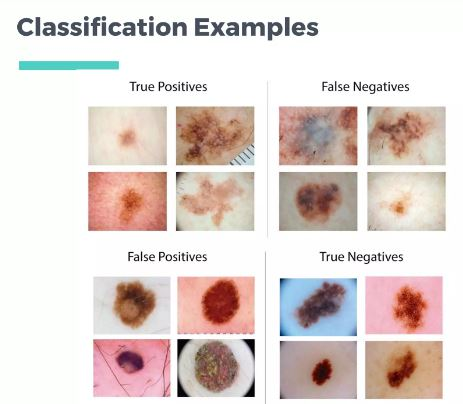 Classification Examples
True Positives
False Negatives
False Positives
True Negatives